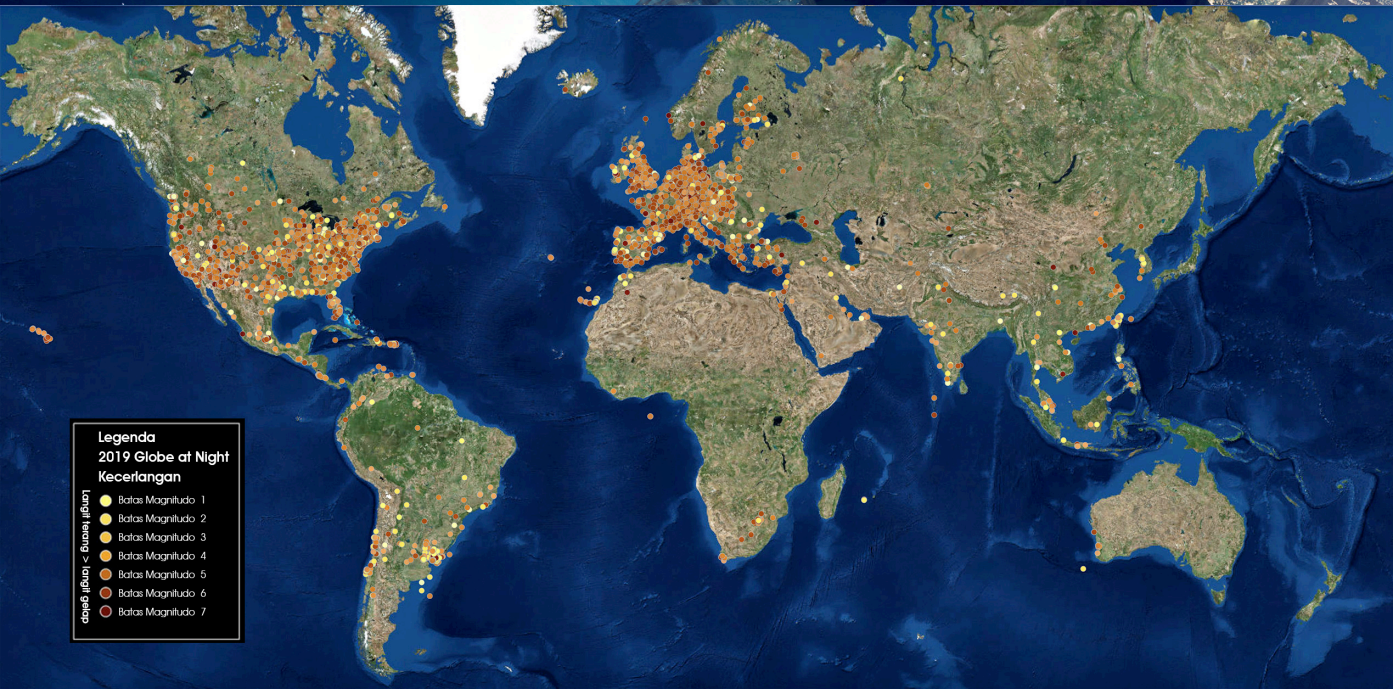 Legenda
2019 Globe at Night
Kecerlangan
Langit terang > langit gelap
Batas Magnitudo 1
Batas Magnitudo 2
Batas Magnitudo 3
Batas Magnitudo 4
Batas Magnitudo 5
Batas Magnitudo 6
Batas Magnitudo 7